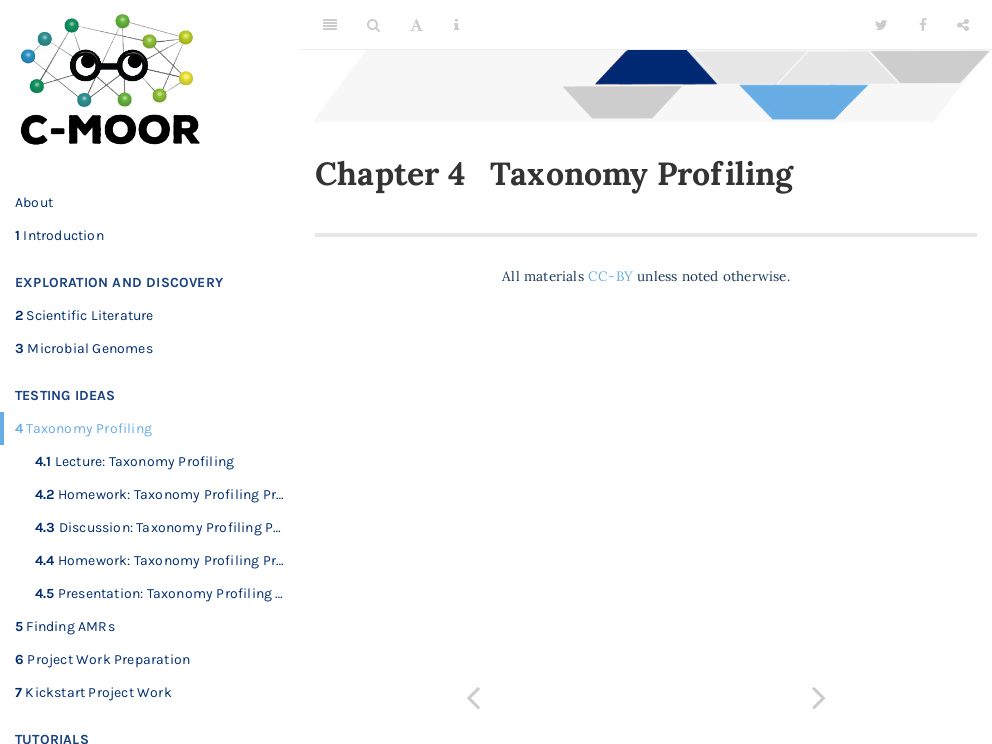 C-MOOR
About
1 Introduction
EXPLORATION AND DISCOVERY
2 Scientific Literature
3 Microbial Genomes
TESTING IDEAS
4 Taxonomy Profiling
4.1 Lecture: Taxonomy Profiling
4.2 Homework: Taxonomy Profiling Pr...
4.3 Discussion: Taxonomy Profiling P...
4.4 Homework: Taxonomy Profiling Pr...
4.5 Presentation: Taxonomy Profiling ...
5 Finding AMRs
6 Project Work Preparation
7 Kickstart Project Work
TUTORIALS
A
Chapter 4 Taxonomy Profiling
All materials CC-BY unless noted otherwise.